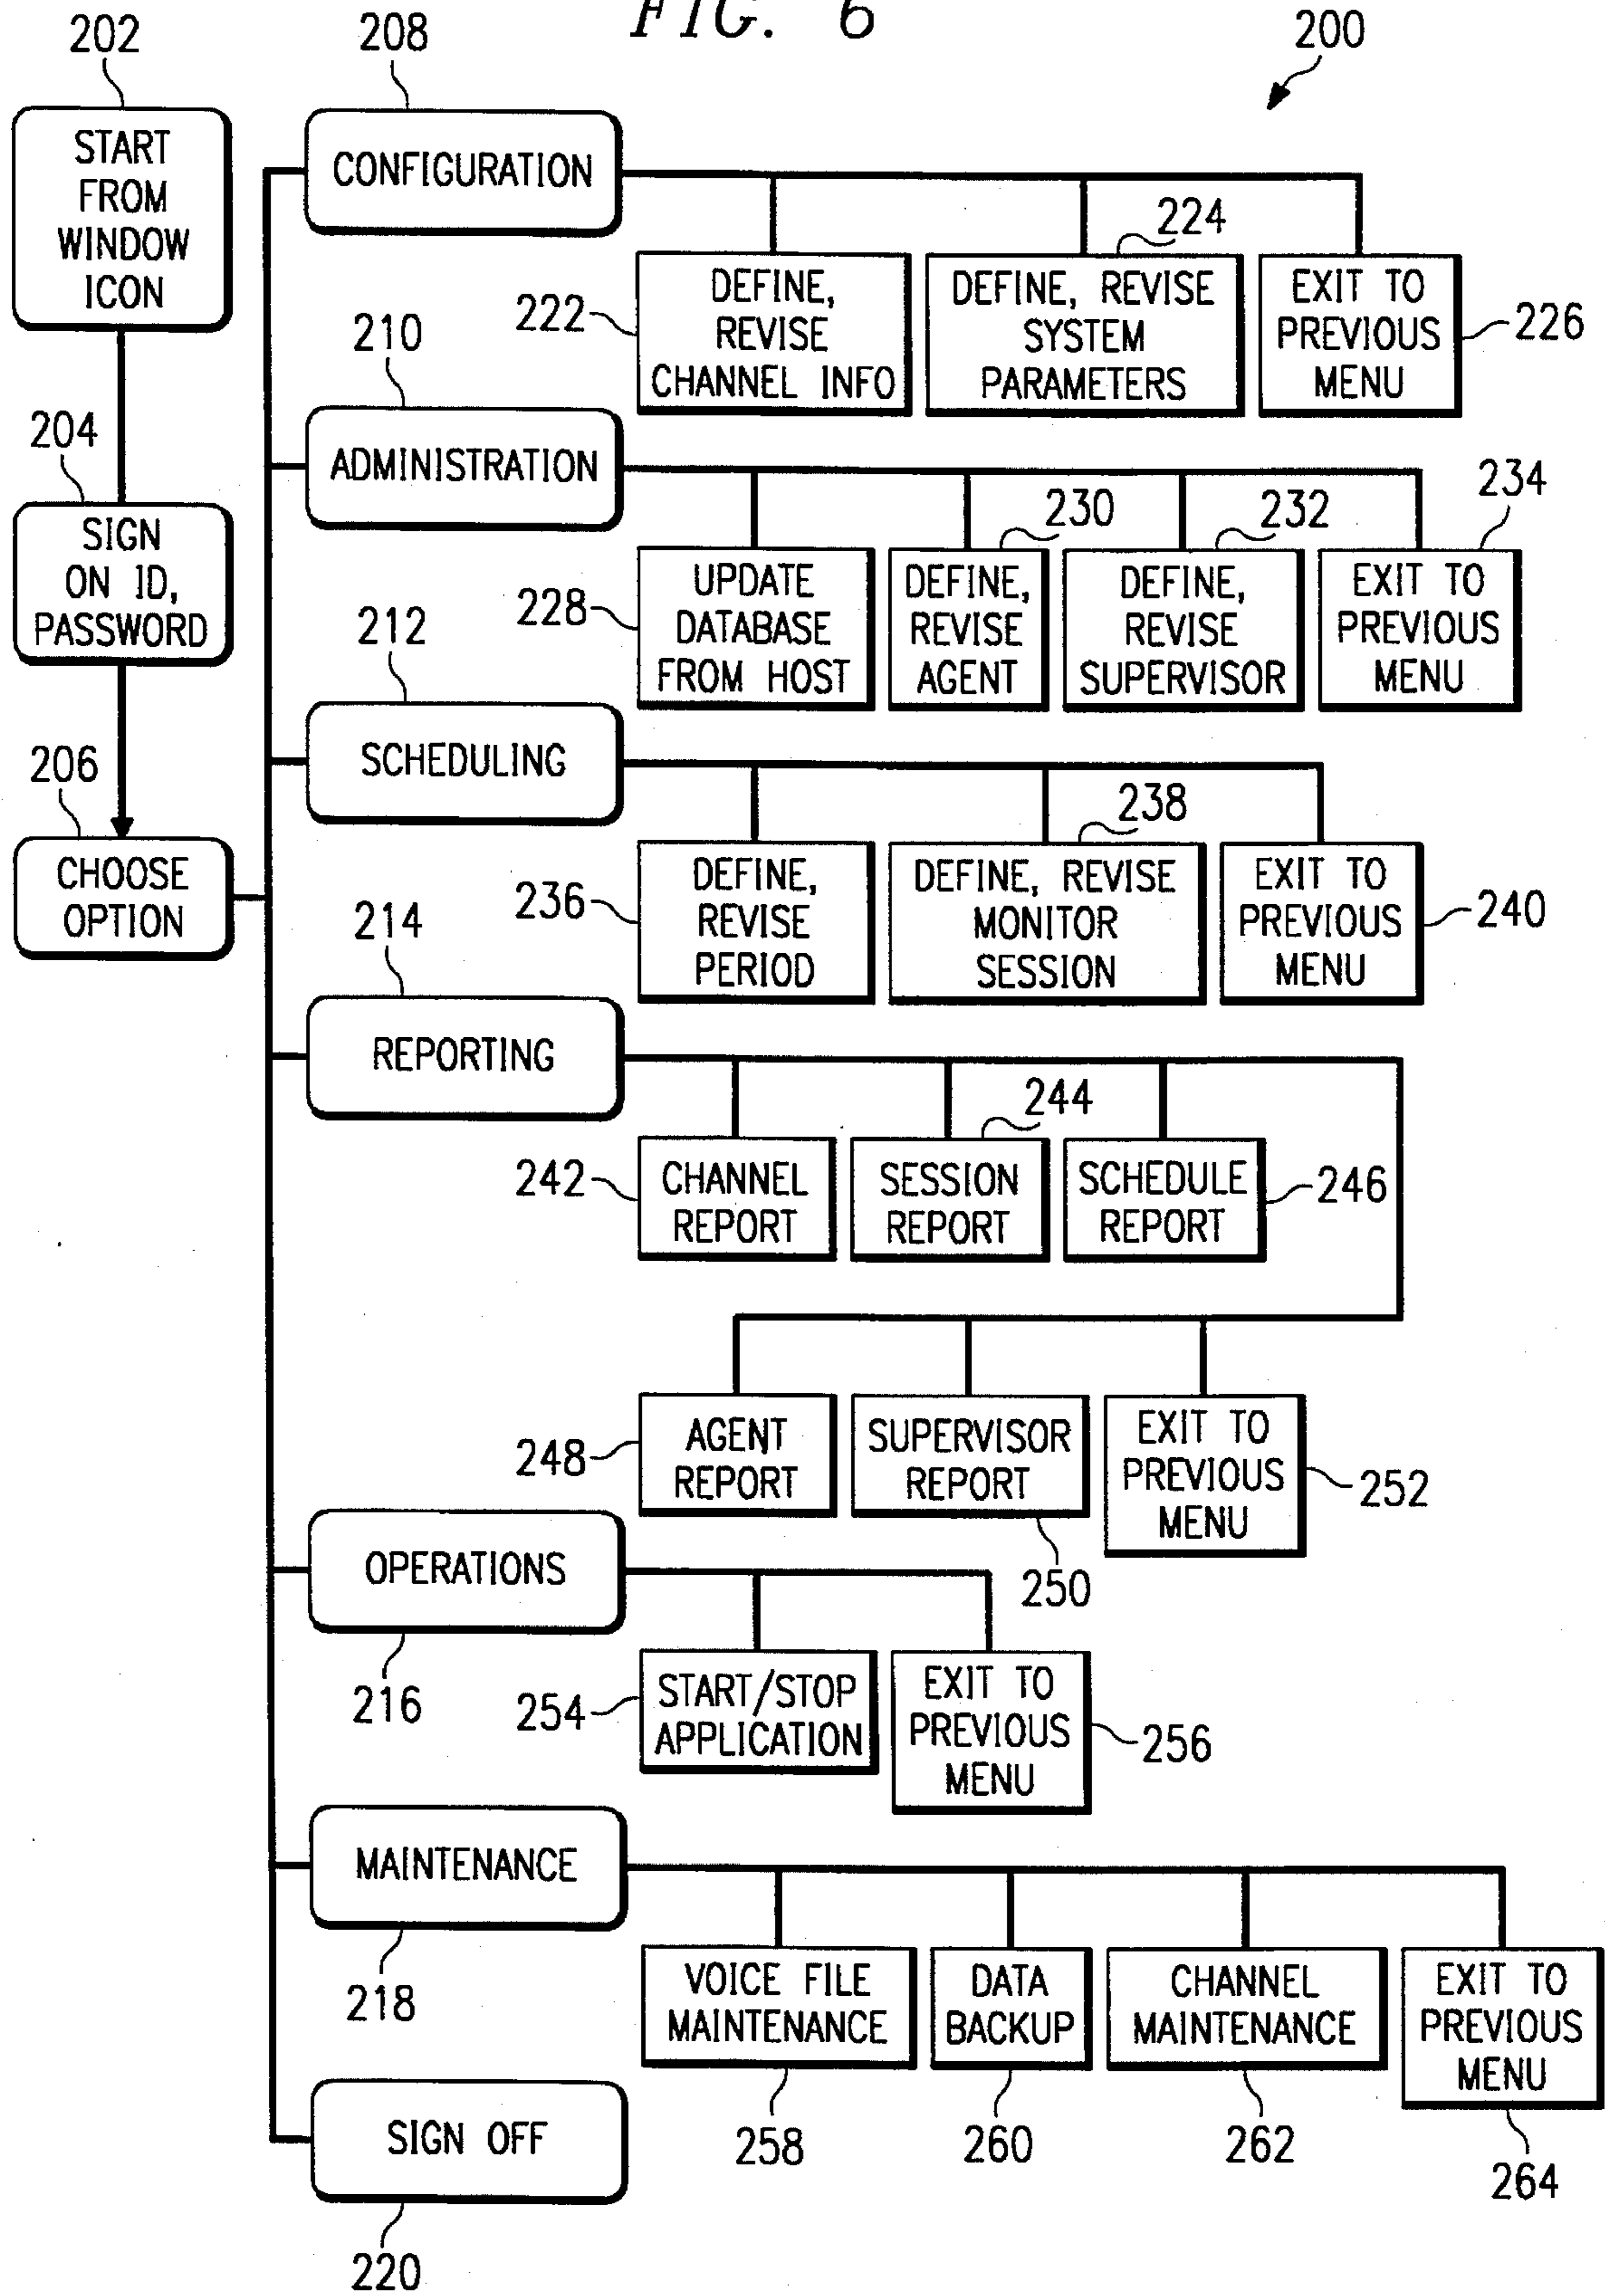 FIG. 6
200
202
START
FROM
WINDOW
ICON
204
SIGN
ON ID,
PASSWORD
206
CHOOSE
OPTION
208
CONFIGURATION
222
DEFINE,
REVISE
CHANNEL INFO
224
DEFINE, REVISE
SYSTEM
PARAMETERS
EXIT TO
PREVIOUS
MENU
226
210
ADMINISTRATION
228
UPDATE
DATABASE
FROM HOST
230
DEFINE,
REVISE
AGENT
232
DEFINE,
REVISE
SUPERVISOR
234
EXIT TO
PREVIOUS
MENU
212
SCHEDULING
236
DEFINE,
REVISE
PERIOD
238
DEFINE, REVISE
MONITOR
SESSION
EXIT TO
PREVIOUS
MENU
240
214
REPORTING
242
CHANNEL
REPORT
244
SESSION
REPORT
SCHEDULE
REPORT
246
248
AGENT
REPORT
SUPERVISOR
REPORT
250
EXIT TO
PREVIOUS
MENU
252
OPERATIONS
216
254
START/STOP
APPLICATION
EXIT TO
PREVIOUS
MENU
256
MAINTENANCE
218
VOICE FILE
MAINTENANCE
258
DATA
BACKUP
260
CHANNEL
MAINTENANCE
262
EXIT TO
PREVIOUS
MENU
264
SIGN OFF
220